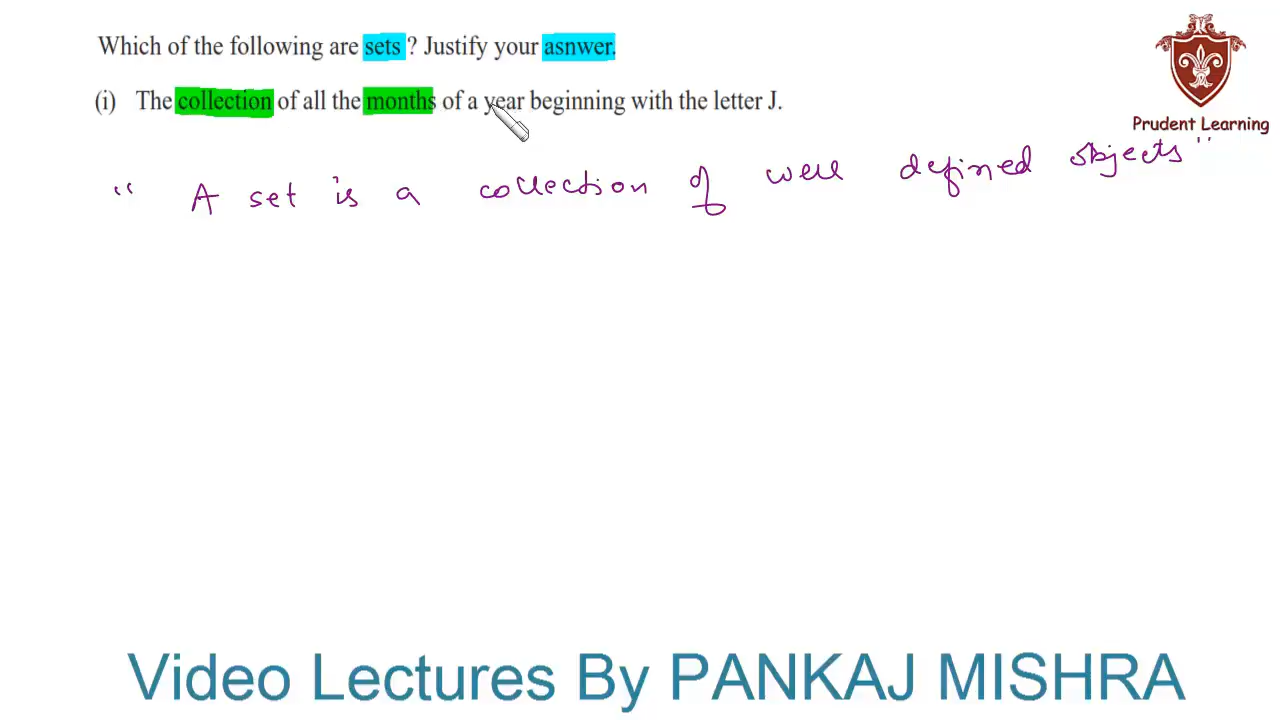 Which of the following are sets ? Justify your asnwer.
(i) The collection of all the months of a year beginning with the letter J.
Prudent Learning
" A set is a collection of well defined objects"
Video Lectures By PANKAJ MISHRA